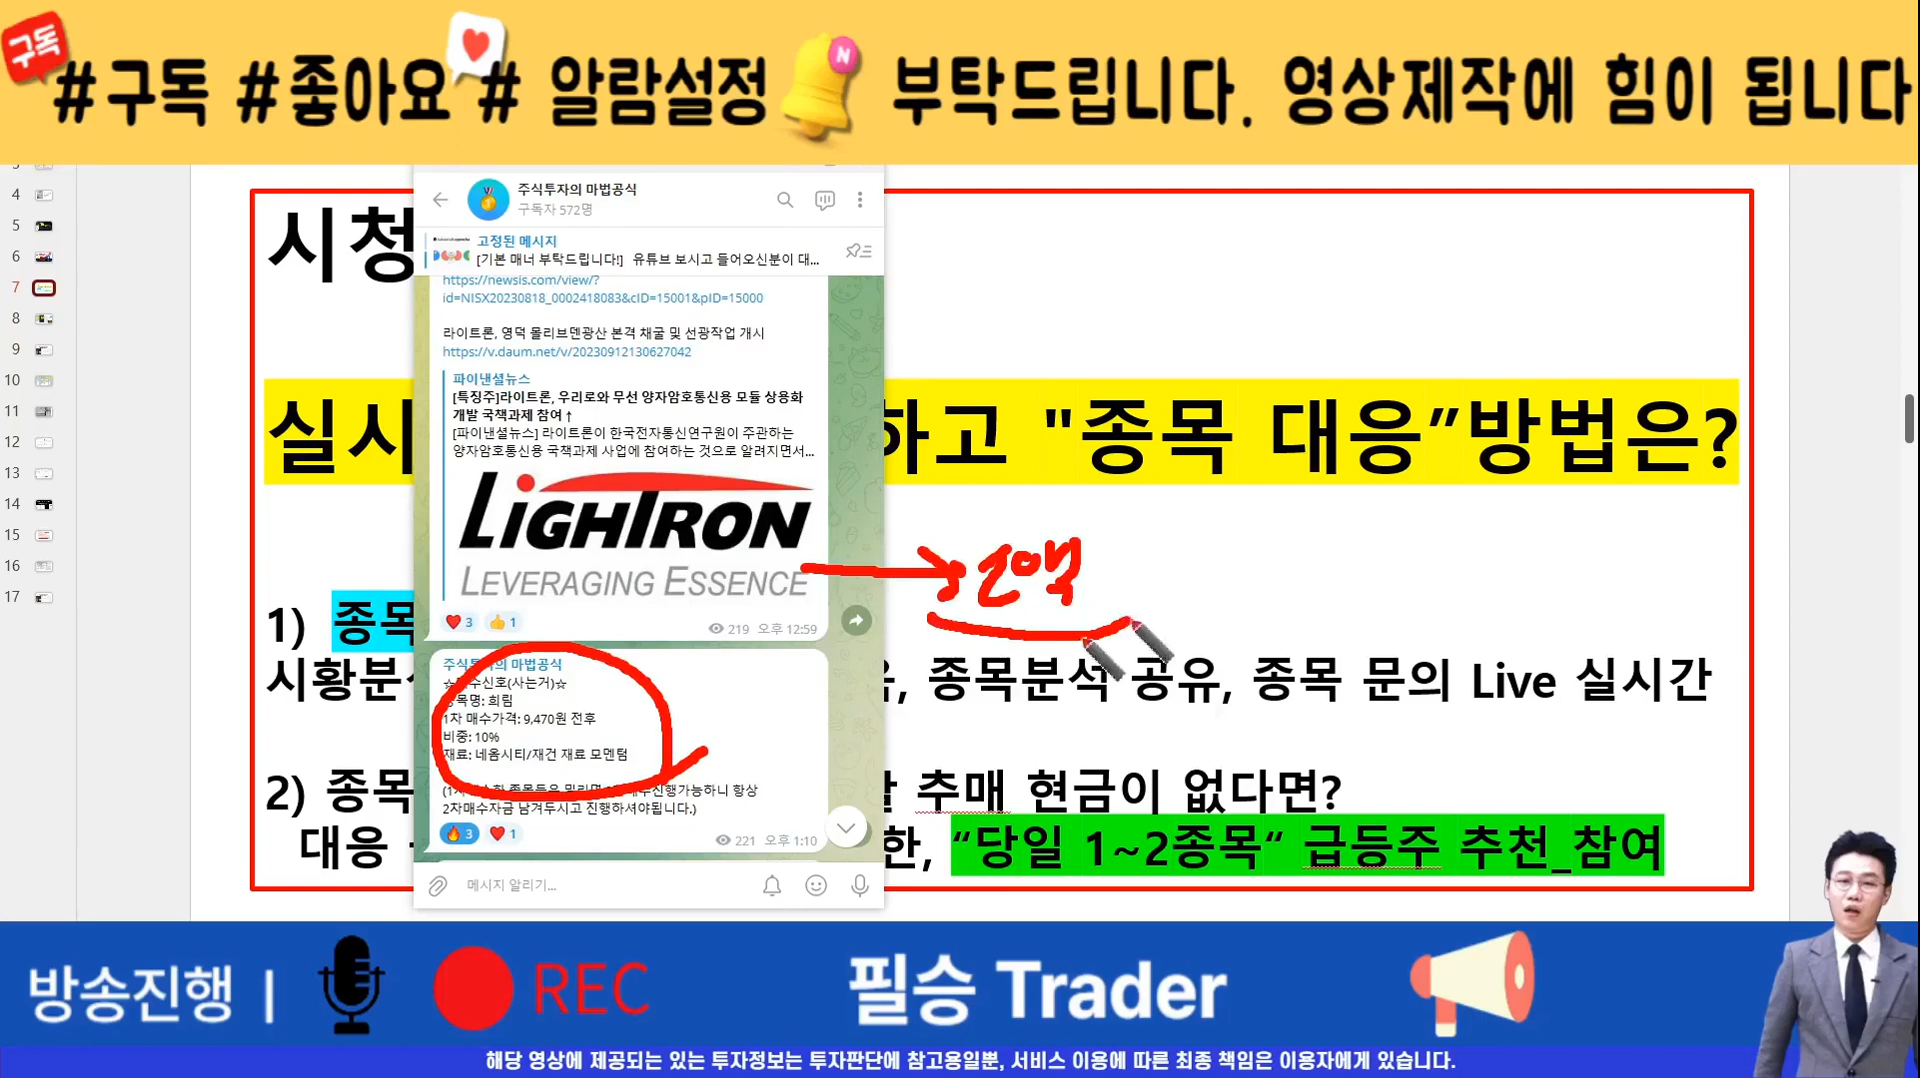 구독
#구독 #좋아요 # 알람설정 N 부탁드립니다. 영상제작에 힘이 됩니다
4
5
6
7
8
9
10
11
12
13
14
15
16
17
시청
주식투자의 마법공식
구독자 572명
고정된 메시지
[기본 매너 부탁드립니다!] 유튜브 보시고 들어오신분이 대...
https://newsis.com/view/?
id=NISX20230818_0002418083&cID=15001&pID=15000
라이트론, 영덕 몰리브덴광산 본격 채굴 및 선광작업 개시
https://v.daum.net/v/20230912130627042
파이낸셜뉴스
[특징주]라이트론, 우리로와 무선 양자암호통신용 모듈 상용화
개발 국책과제 참여↑
[파이낸셜뉴스] 라이트론이 한국전자통신연구원이 주관하는
양자암호통신용 국책과제 사업에 참여하는 것으로 알려지면서...
LIGHTRON
LEVERAGING ESSENCE
3 1
219 오후 12:59
주식투자의 마법공식
☆매수신호(사는거)☆
종목명: 희림
1차 매수가격: 9,470원 전후
비중: 10%
재료: 네옴시티/재건 재료 모멘텀
2차매수자금 남겨두시고 진행하셔야됩니다.)
3 1
221 오후 1:10
메시지 알리기...
실시 하고 "종목 대응”방법은?
1) 종목
시황분 종목분석 공유, 종목 문의 Live 실시간
2) 종목 추매 현금이 없다면?
대응 한, “당일 1~2종목“ 급등주 추천_참여
방송진행 | REC 필승 Trader
해당 영상에 제공되는 있는 투자정보는 투자판단에 참고용일뿐, 서비스 이용에 따른 최종 책임은 이용자에게 있습니다.